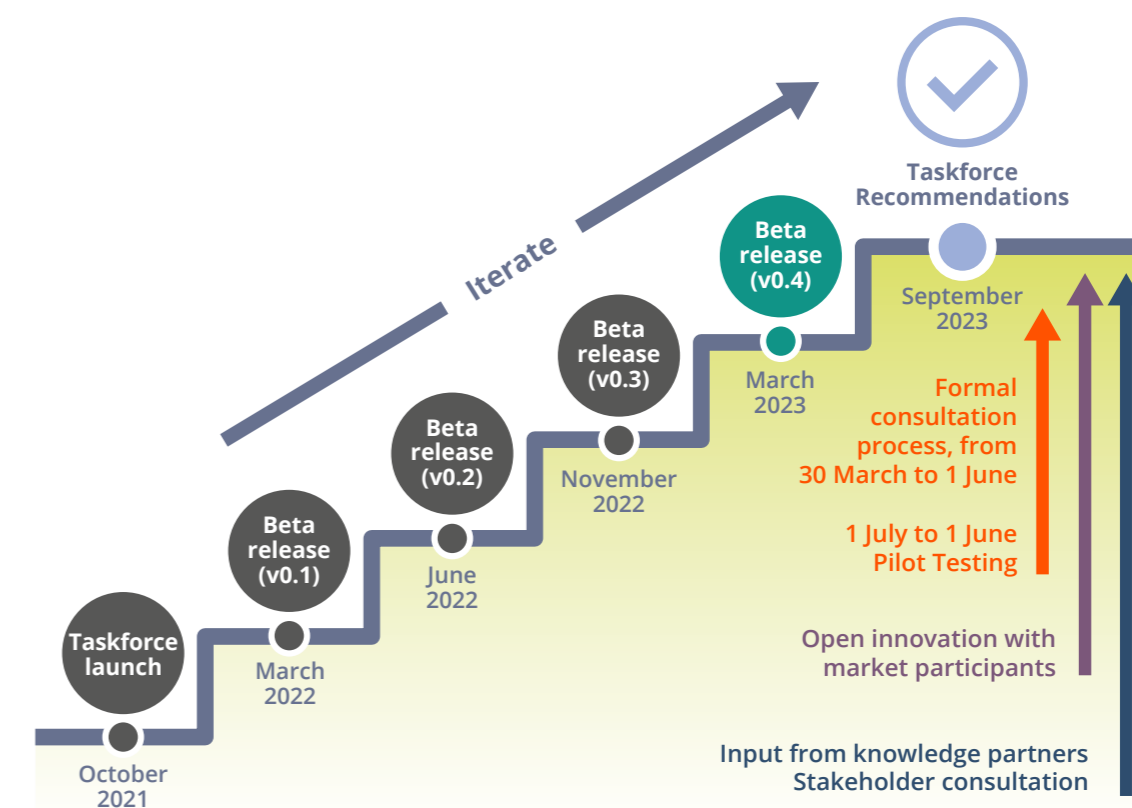 Taskforce
Recommendations
Iterate
Beta
release
(v0.4)
September
2023
Beta
release
(v0.3)
March
2023
Formal
consultation
process, from
30 March to 1 June
Beta
release
(v0.2)
November
2022
1 July to 1 June
Pilot Testing
Beta
release
(v0.1)
June
2022
Taskforce
launch
March
2022
Open innovation with
market participants
October
2021
Input from knowledge partners
Stakeholder consultation